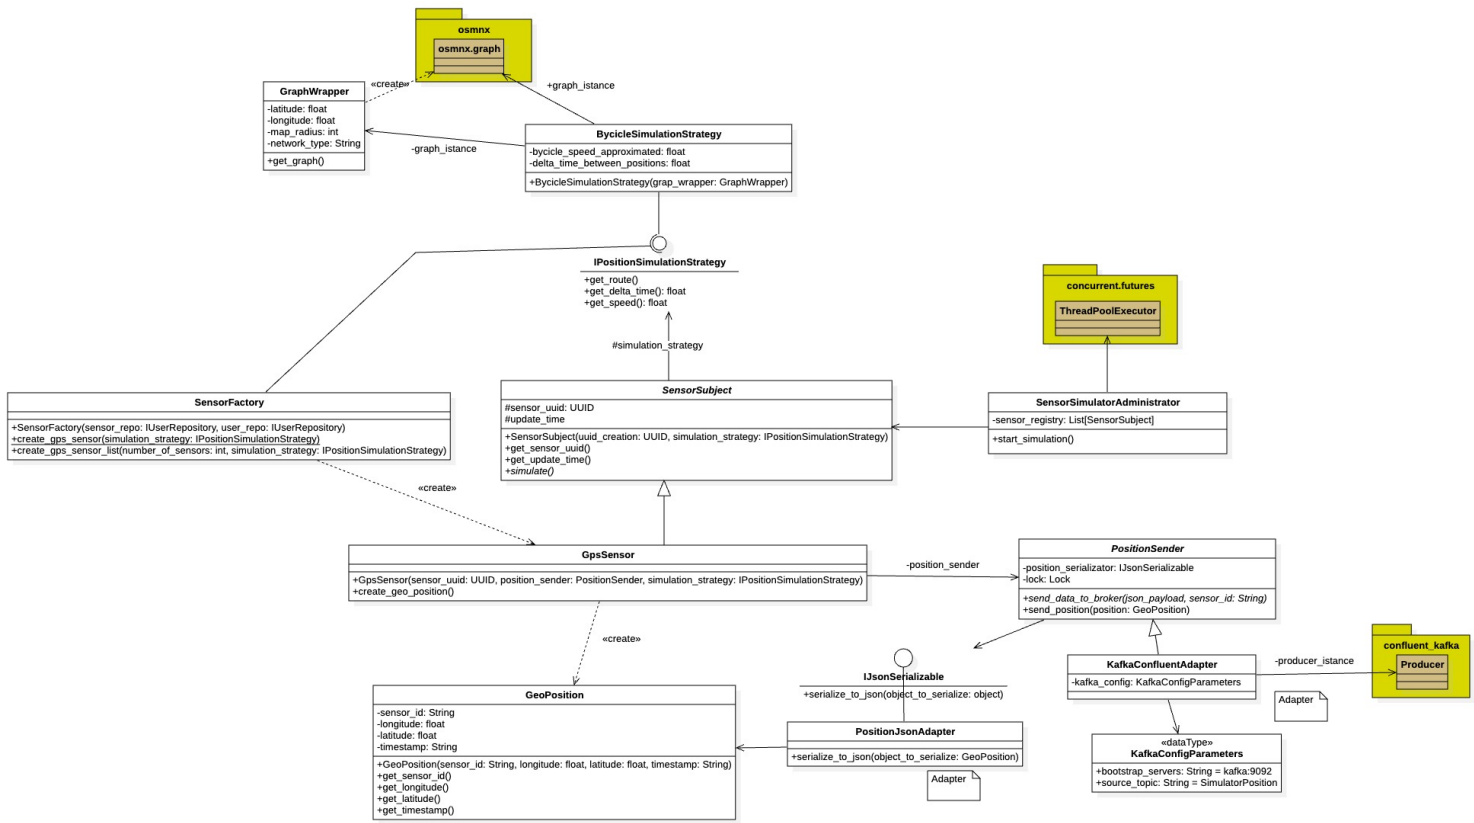 osmnx
osmnx.graph
«create»
+graph_istance
GraphWrapper
-latitude: float
-longitude: float
-map_radius: int
-network_type: String
+get_graph()
-graph_istance
BycicleSimulationStrategy
-bycicle_speed_approximated: float
-delta_time_between_positions: float
+BycicleSimulationStrategy(grap_wrapper: GraphWrapper)
IPositionSimulationStrategy
+get_route()
+get_delta_time(): float
+get_speed(): float
#simulation_strategy
concurrent.futures
ThreadPoolExecutor
SensorFactory
+SensorFactory(sensor_repo: IUserRepository, user_repo: IUserRepository)
+create_gps_sensor(simulation_strategy: IPositionSimulationStrategy)
+create_gps_sensor_list(number_of_sensors: int, simulation_strategy: IPositionSimulationStrategy)
SensorSubject
#sensor_uuid: UUID
#update_time
+SensorSubject(uuid_creation: UUID, simulation_strategy: IPositionSimulationStrategy)
+get_sensor_uuid()
+get_update_time()
+simulate()
SensorSimulatorAdministrator
-sensor_registry: List[SensorSubject]
+start_simulation()
«create»
GpsSensor
+GpsSensor(sensor_uuid: UUID, position_sender: PositionSender, simulation_strategy: IPositionSimulationStrategy)
+create_geo_position()
-position_sender
PositionSender
-position_serializator: IJsonSerializable
-lock: Lock
+send_data_to_broker(json_payload, sensor_id: String)
+send_position(position: GeoPosition)
«create»
IJsonSerializable
+serialize_to_json(object_to_serialize: object)
KafkaConfluentAdapter
-kafka_config: KafkaConfigParameters
-producer_istance
confluent_kafka
Producer
Adapter
GeoPosition
-sensor_id: String
-longitude: float
-latitude: float
-timestamp: String
+GeoPosition(sensor_id: String, longitude: float, latitude: float, timestamp: String)
+get_sensor_id()
+get_longitude()
+get_latitude()
+get_timestamp()
PositionJsonAdapter
+serialize_to_json(object_to_serialize: GeoPosition)
Adapter
«dataType»
KafkaConfigParameters
+bootstrap_servers: String = kafka:9092
+source_topic: String = SimulatorPosition